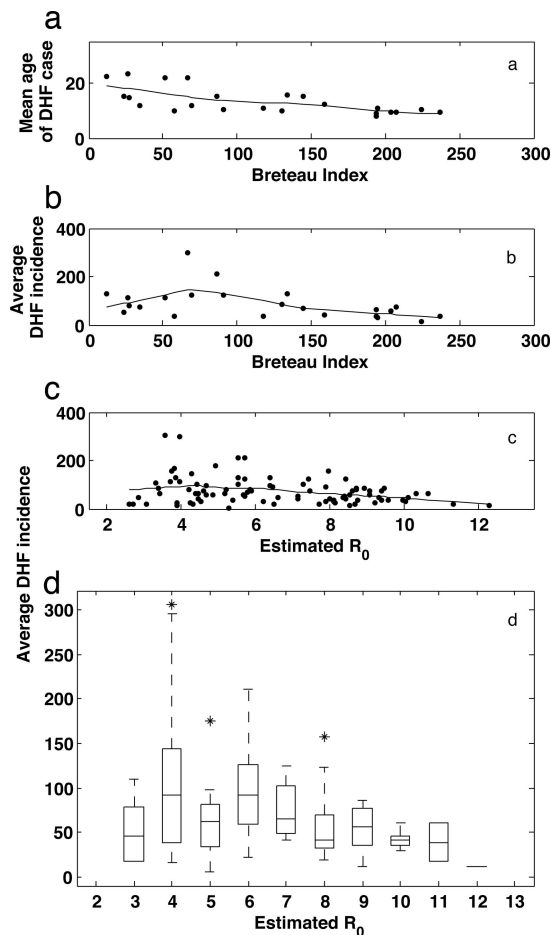 a
Mean age
of DHF case
20
0
a
0 50 100 150 200 250 300
Breteau Index
b
Average
DHF incidence
400
200
0
b
0 50 100 150 200 250 300
Breteau Index
c
400
200
0
c
2 4 6 8 10 12
Estimated R0
Average DHF incidence
d
300
250
200
150
100
50
0
d
2 3 4 5 6 7 8 9 10 11 12 13
Estimated R0